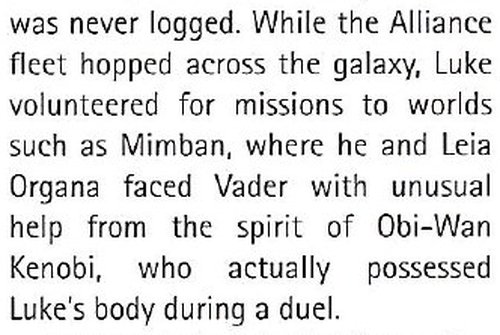 was never logged. While the Alliance
fleet hopped across the galaxy, Luke
volunteered for missions to worlds
such as Mimban, where he and Leia
Organa faced Vader with unusual
help from the spirit of Obi-Wan
Kenobi, who actually possessed
Luke's body during a duel.